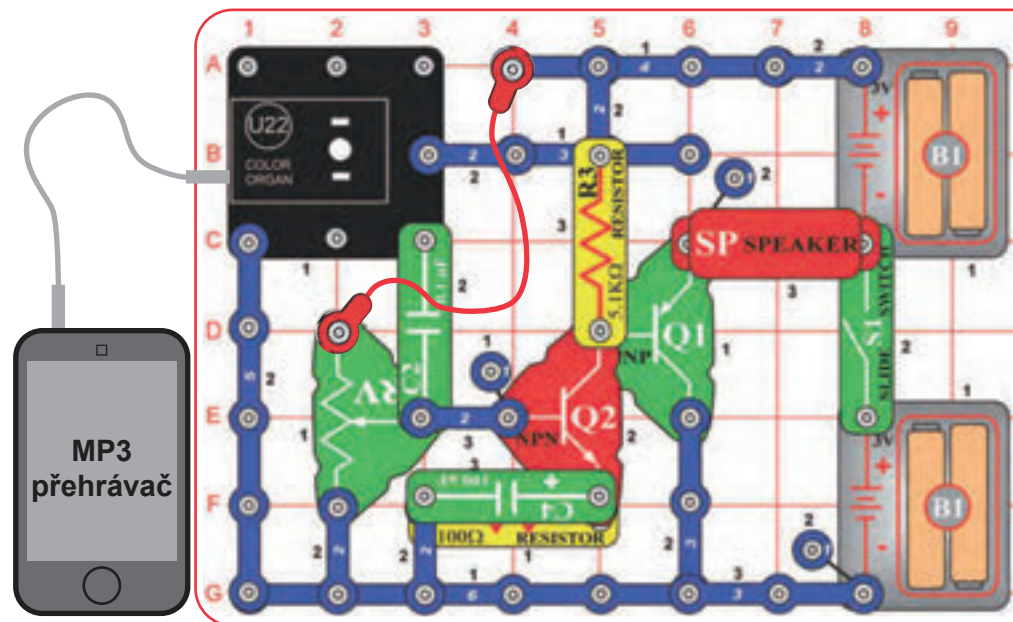 1 2 3 4 5 6 7 8 9
A
B
C
D
E
F
G
U22
COLOR
ORGAN
MP3
přehrávač
R3
RESISTOR
5.1KΩ
SP SPEAKER
Q1
Q2
NPN
RV
C2
C4
100Ω RESISTOR
S1
SLIDE SWITCH
3V
B1
3V
B1